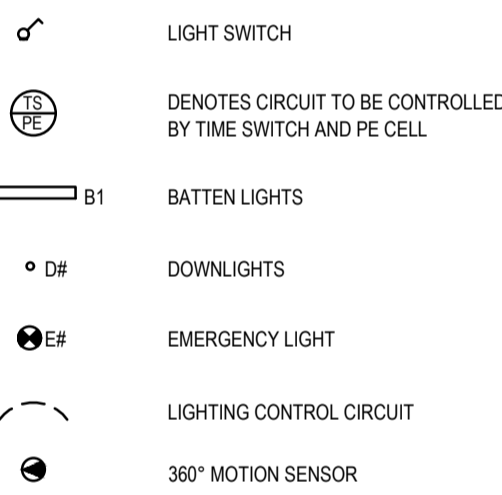 LIGHT SWITCH
TS
PE
DENOTES CIRCUIT TO BE CONTROLLED
BY TIME SWITCH AND PE CELL
B1 BATTEN LIGHTS
D# DOWNLIGHTS
E# EMERGENCY LIGHT
LIGHTING CONTROL CIRCUIT
360° MOTION SENSOR